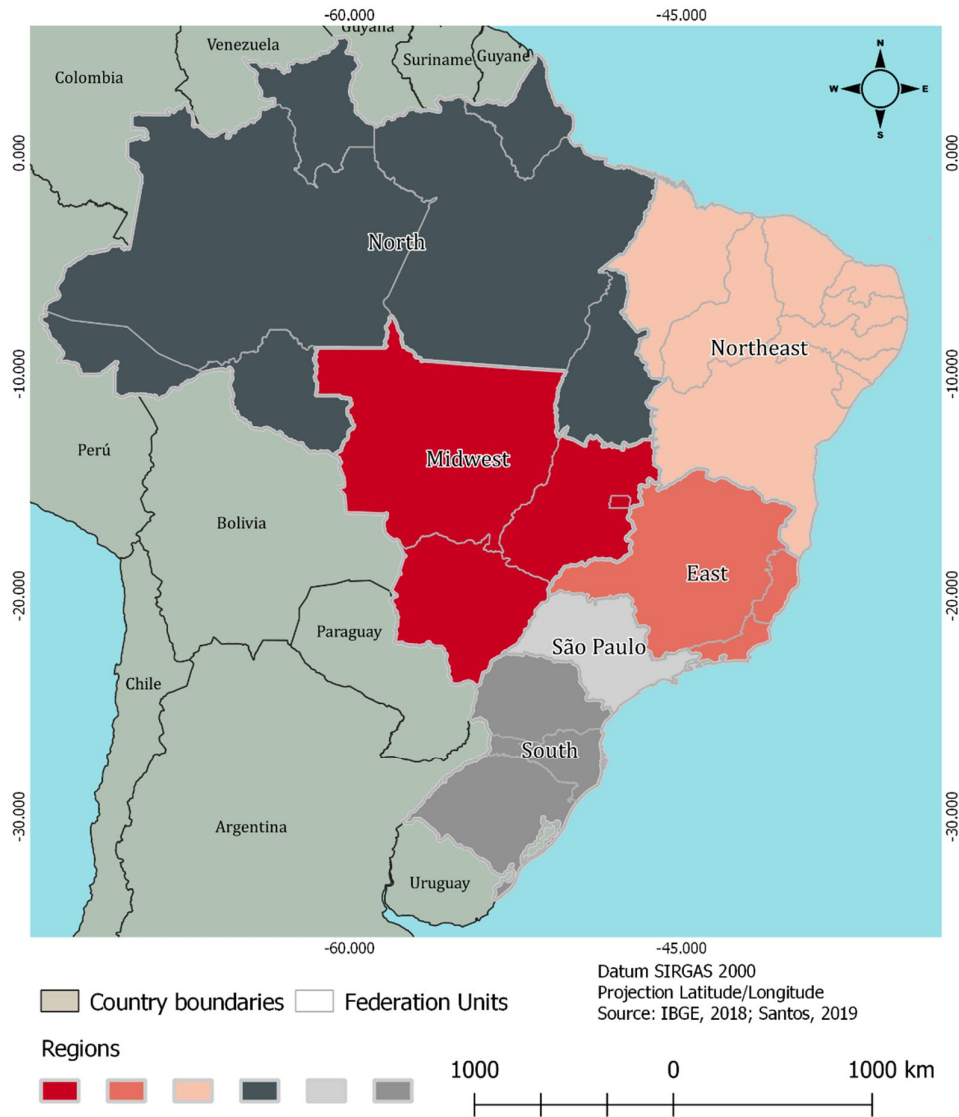 -60.000 -45.000
Guyana
Venezuela
Suriname
Guyane
Colombia
N
W E
S
0.000 0.000
North
Northeast
-10.000 -10.000
Perú
Midwest
Bolivia
East
-20.000 -20.000
Paraguay
São Paulo
Chile
South
-30.000 -30.000
Argentina
Uruguay
-60.000 -45.000
Country boundaries Federation Units
Datum SIRGAS 2000
Projection Latitude/Longitude
Source: IBGE, 2018; Santos, 2019
Regions
1000 0 1000 km